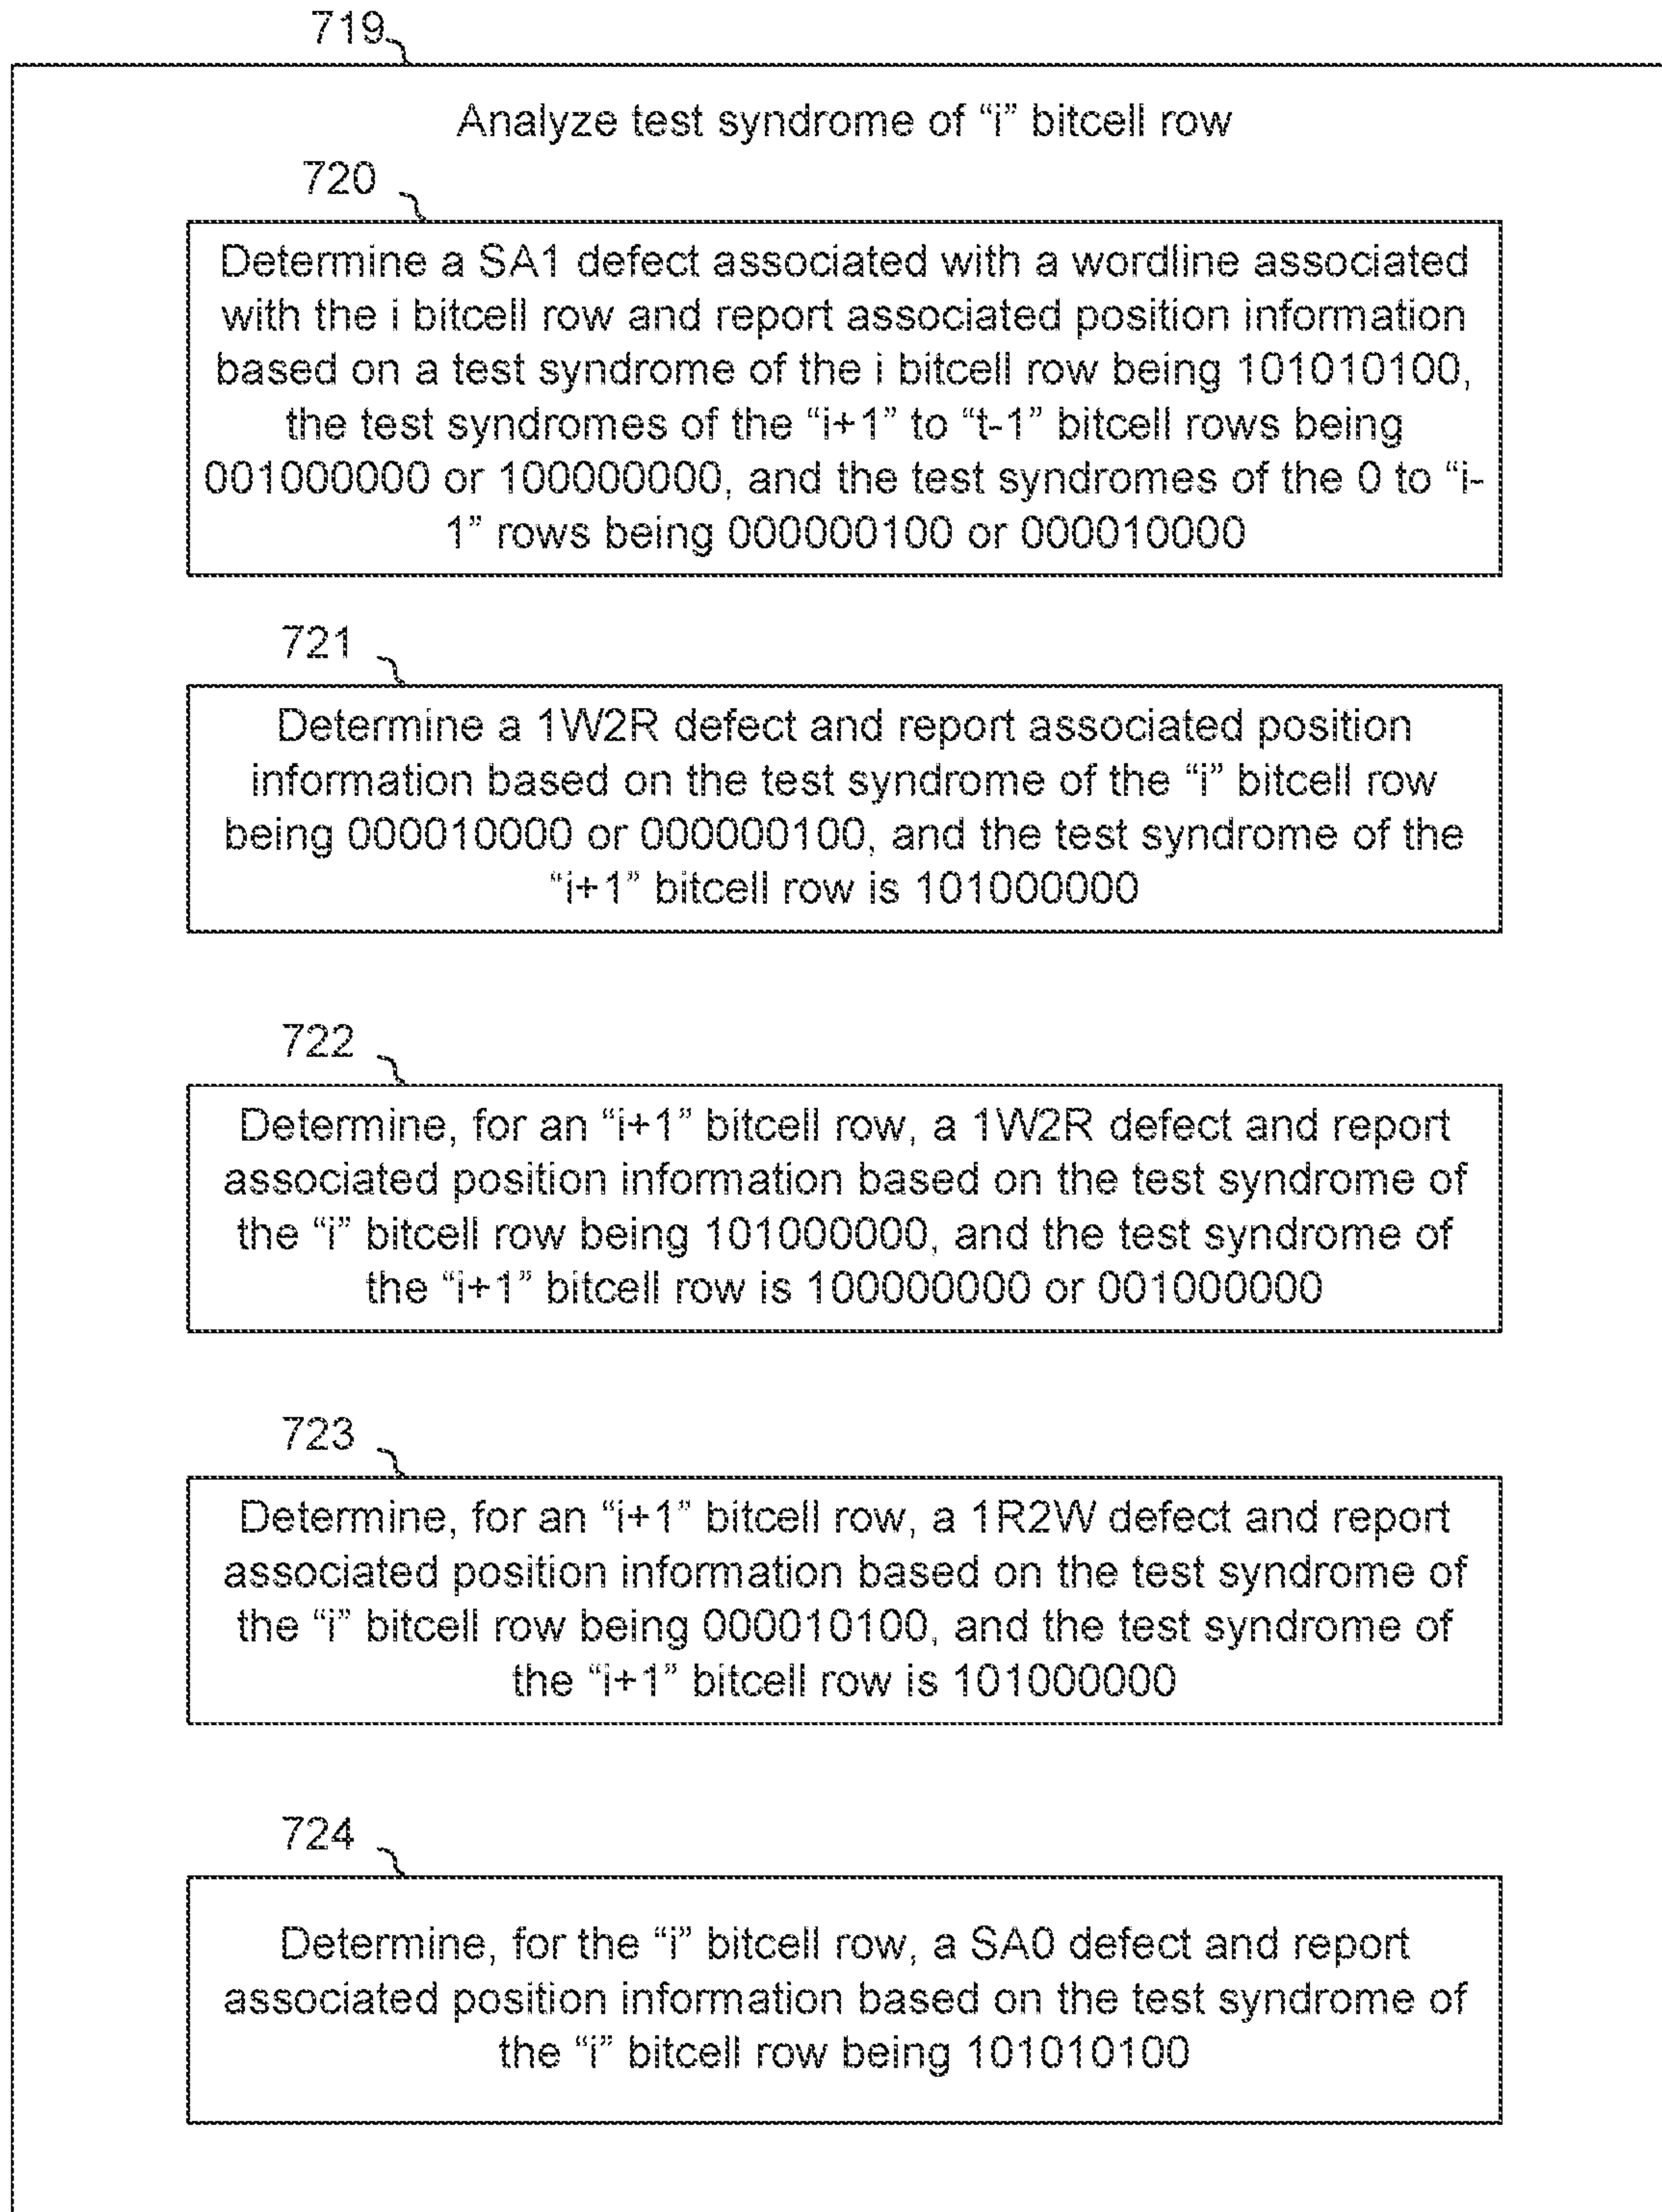 719
Analyze test syndrome of “i” bitcell row
720
Determine a SA1 defect associated with a wordline associated
with the i bitcell row and report associated position information
based on a test syndrome of the i bitcell row being 101010100,
the test syndromes of the “i+1” to “t-1” bitcell rows being
001000000 or 100000000, and the test syndromes of the 0 to “i-
1” rows being 000000100 or 000010000
721
Determine a 1W2R defect and report associated position
information based on the test syndrome of the “i” bitcell row
being 000010000 or 000000100, and the test syndrome of the
“i+1” bitcell row is 101000000
722
Determine, for an “i+1” bitcell row, a 1W2R defect and report
associated position information based on the test syndrome of
the “i” bitcell row being 101000000, and the test syndrome of
the “i+1” bitcell row is 100000000 or 001000000
723
Determine, for an “i+1” bitcell row, a 1R2W defect and report
associated position information based on the test syndrome of
the “i” bitcell row being 000010100, and the test syndrome of
the “i+1” bitcell row is 101000000
724
Determine, for the “i” bitcell row, a SA0 defect and report
associated position information based on the test syndrome of
the “i” bitcell row being 101010100